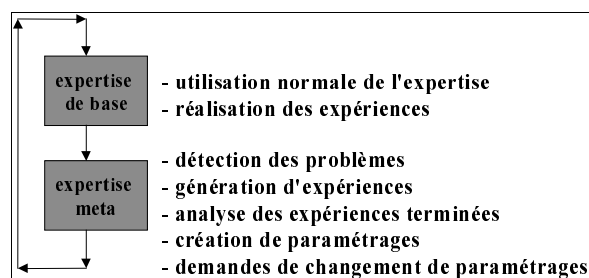 expertise
de base
- utilisation normale de l'expertise
- réalisation des expériences
expertise
meta
- détection des problèmes
- génération d'expériences
- analyse des expériences terminées
- création de paramétrages
- demandes de changement de paramétrages